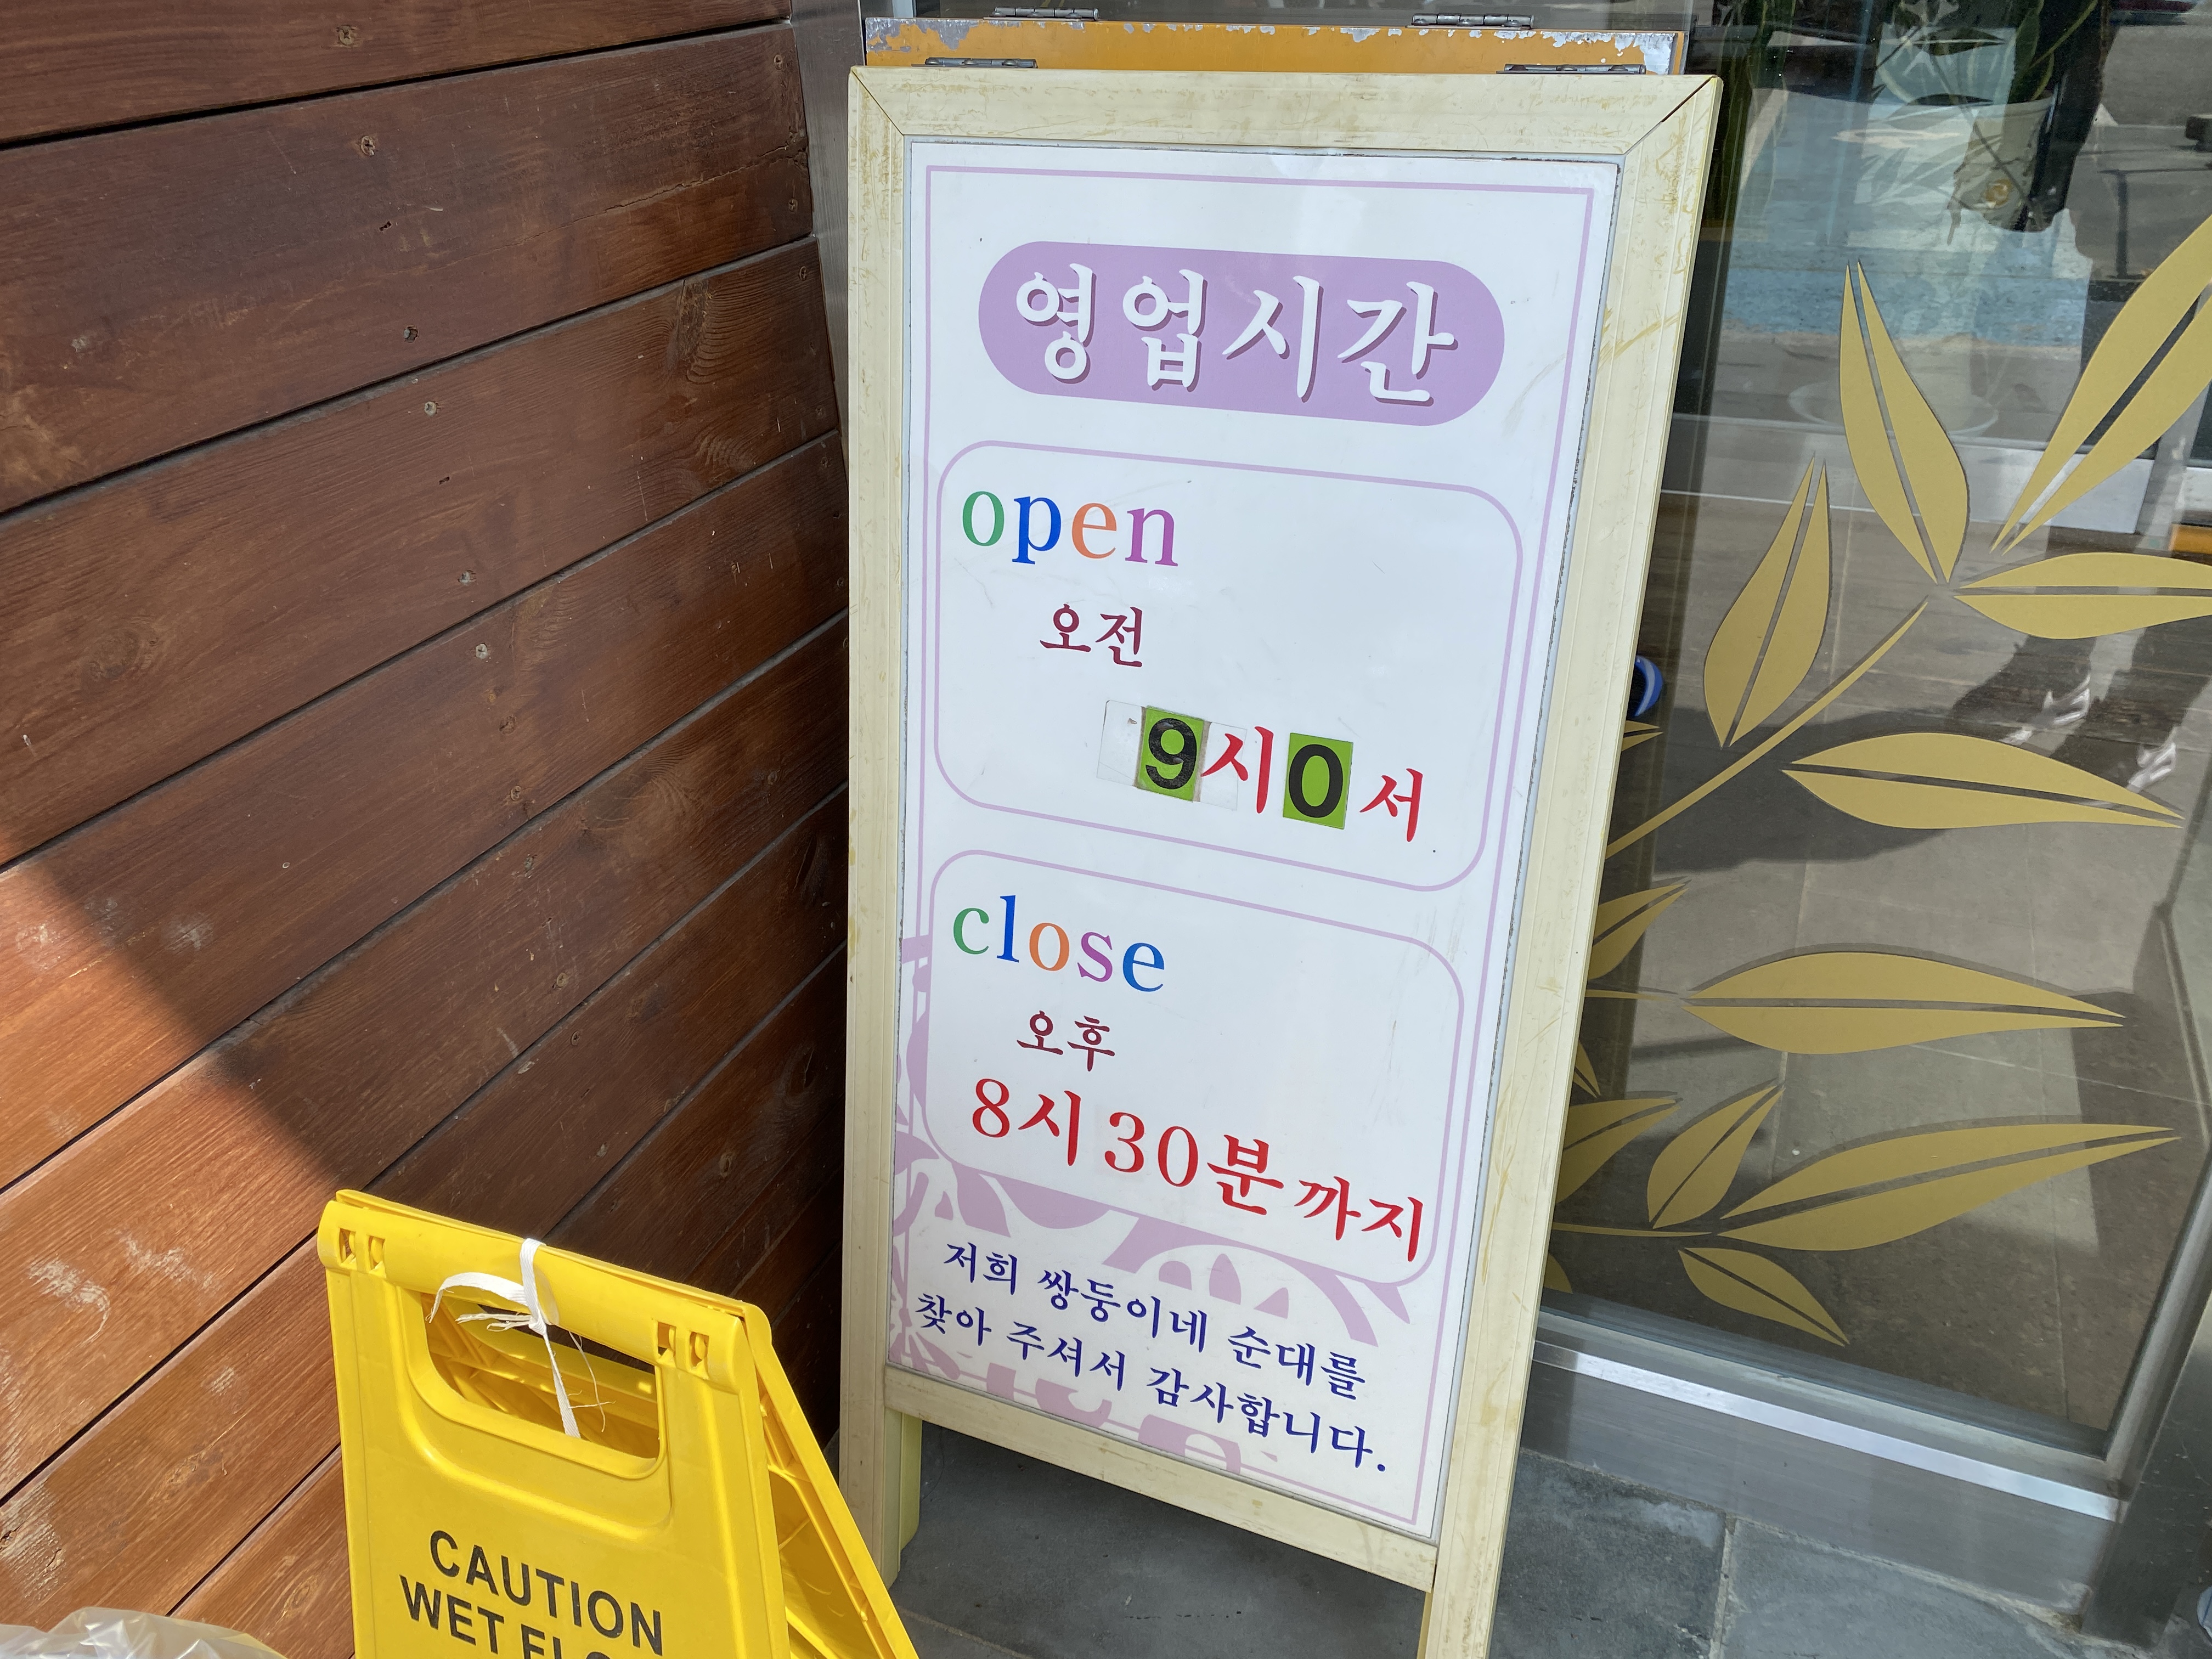 영업시간
open
오전
9시0서
close
오후
8시 30분까지
저희 쌍둥이네 순대를
찾아 주셔서 감사합니다.
CAUTION
WET